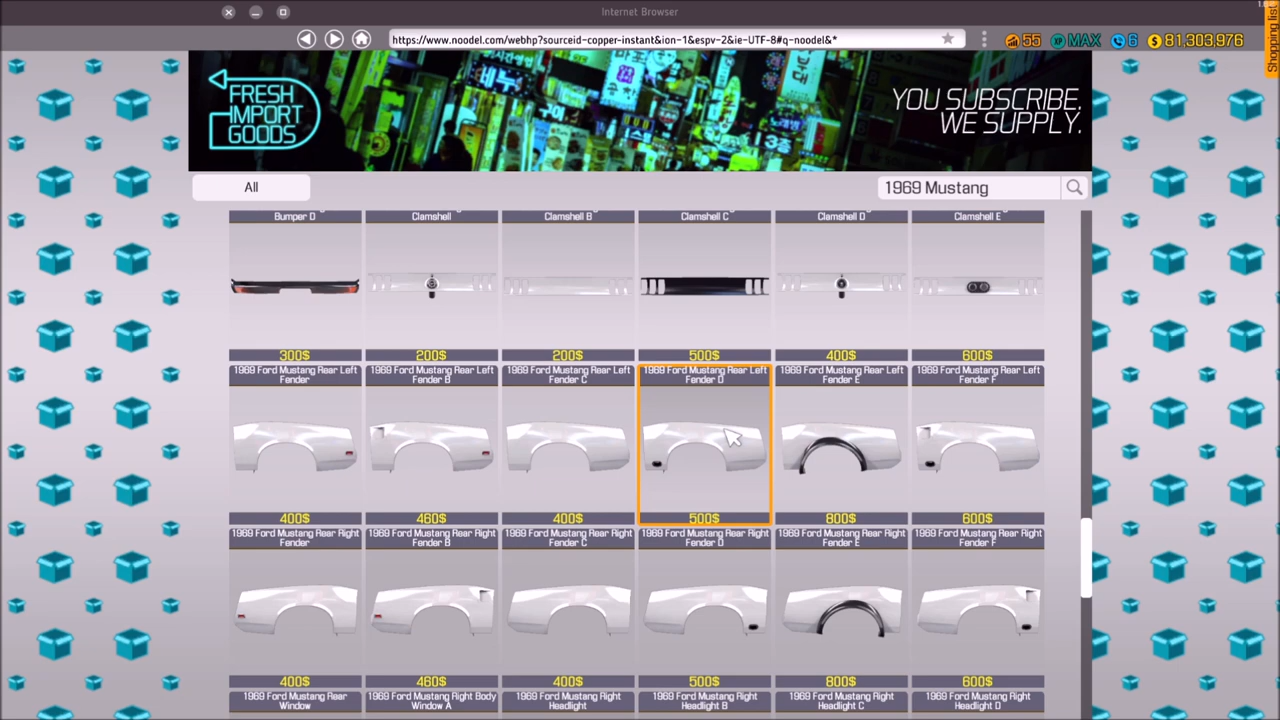 Internet Browser
1.6
https://www.noodel.com/webhp?sourceid-copper-instant&ion-1&espv-2&ie-UTF-8#q-noodel&*
55
XP MAX
6
$ 81,303,976
Shopping list
FRESH
IMPORT
GOODS
YOU SUBSCRIBE.
WE SUPPLY.
All
1969 Mustang
Bumper D
Clamshell
Clamshell B
Clamshell C
Clamshell D
Clamshell E
300$
200$
200$
500$
400$
600$
1969 Ford Mustang Rear Left
Fender
1969 Ford Mustang Rear Left
Fender B
1969 Ford Mustang Rear Left
Fender C
1969 Ford Mustang Rear Left
Fender D
1969 Ford Mustang Rear Left
Fender E
1969 Ford Mustang Rear Left
Fender F
400$
460$
400$
500$
800$
600$
1969 Ford Mustang Rear Right
Fender
1969 Ford Mustang Rear Right
Fender B
1969 Ford Mustang Rear Right
Fender C
1969 Ford Mustang Rear Right
Fender D
1969 Ford Mustang Rear Right
Fender E
1969 Ford Mustang Rear Right
Fender F
400$
460$
400$
500$
800$
600$
1969 Ford Mustang Rear
Window
1969 Ford Mustang Right Body
Window A
1969 Ford Mustang Right
Headlight
1969 Ford Mustang Right
Headlight B
1969 Ford Mustang Right
Headlight C
1969 Ford Mustang Right
Headlight D